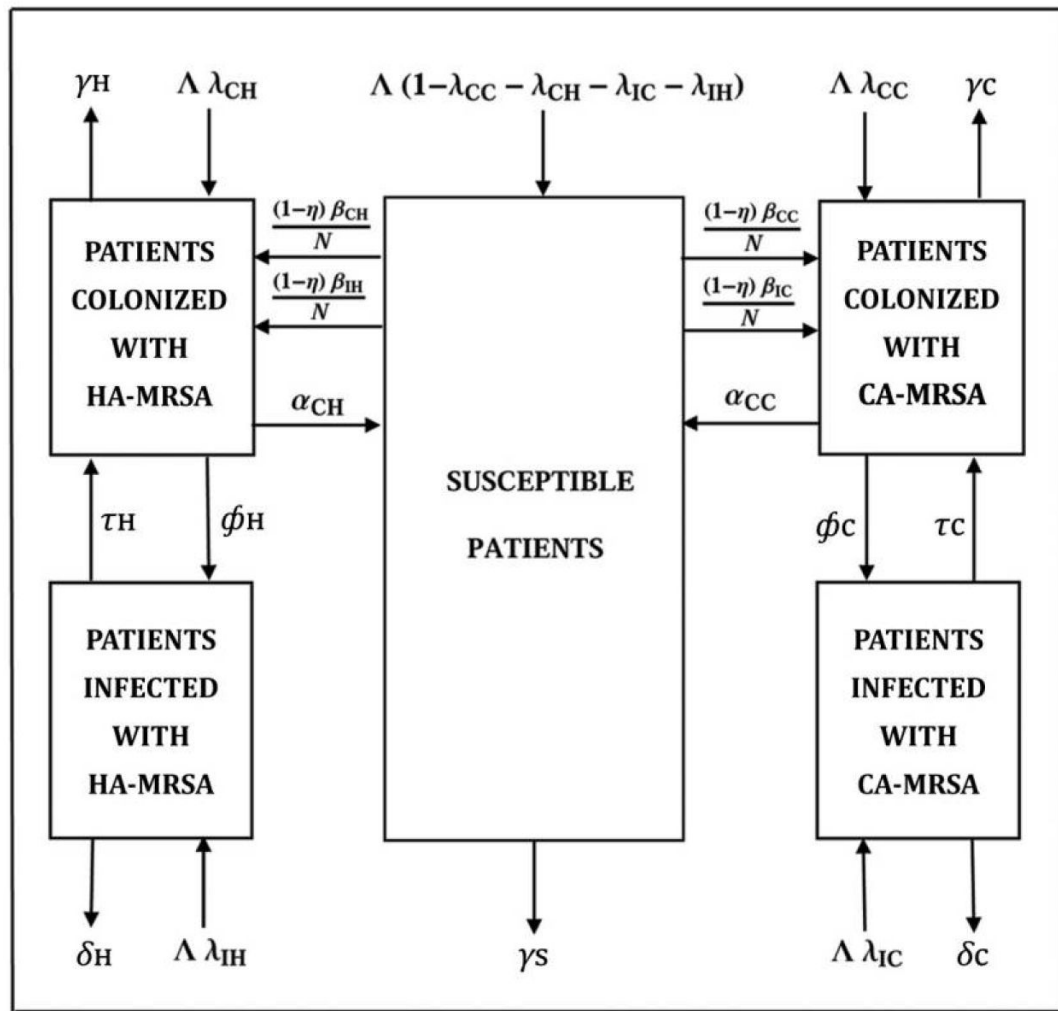 γH
Λ λCH
Λ (1−λCC − λCH − λIC − λIH)
Λ λCC
γC
(1−η) βCH
N
(1−η) βIH
N
αCH
(1−η) βCC
N
(1−η) βIC
N
αCC
PATIENTS
COLONIZED
WITH
HA-MRSA
SUSCEPTIBLE
PATIENTS
PATIENTS
COLONIZED
WITH
CA-MRSA
τH
ϕH
ϕC
τC
PATIENTS
INFECTED
WITH
HA-MRSA
PATIENTS
INFECTED
WITH
CA-MRSA
δH
Λ λIH
γS
Λ λIC
δC